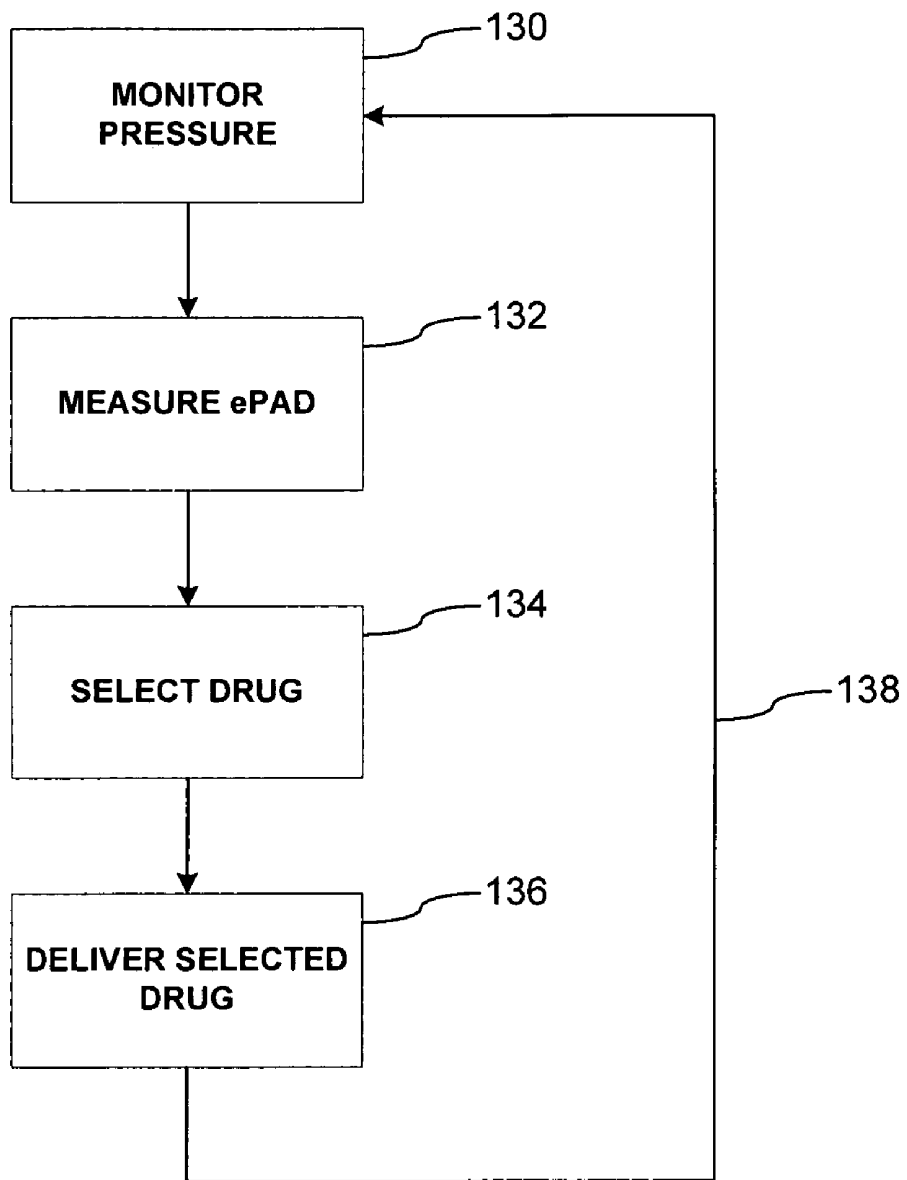 130
MONITOR
PRESSURE
132
MEASURE ePAD
134
SELECT DRUG
138
136
DELIVER SELECTED
DRUG